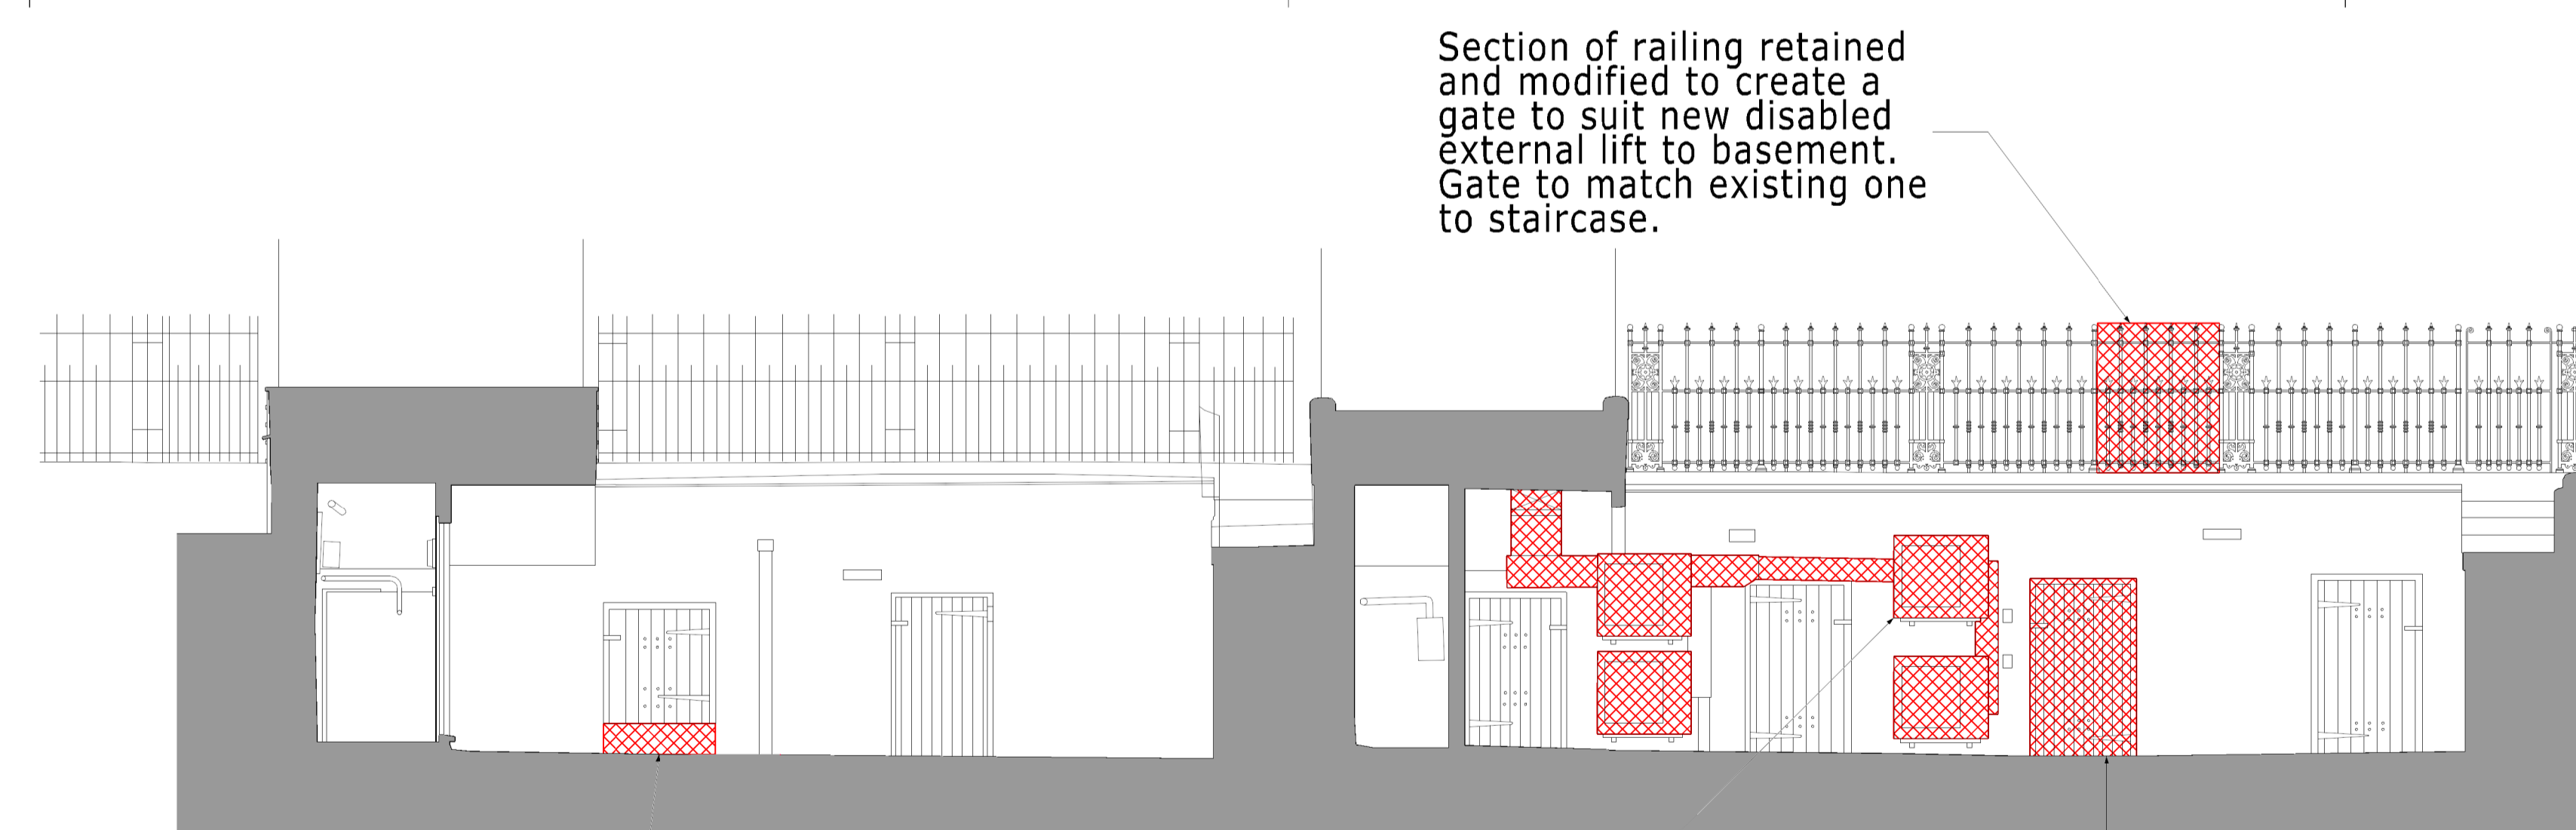 Section of railing retained
and modified to create a
gate to suit new disabled
external lift to basement.
Gate to match existing one
to staircase.